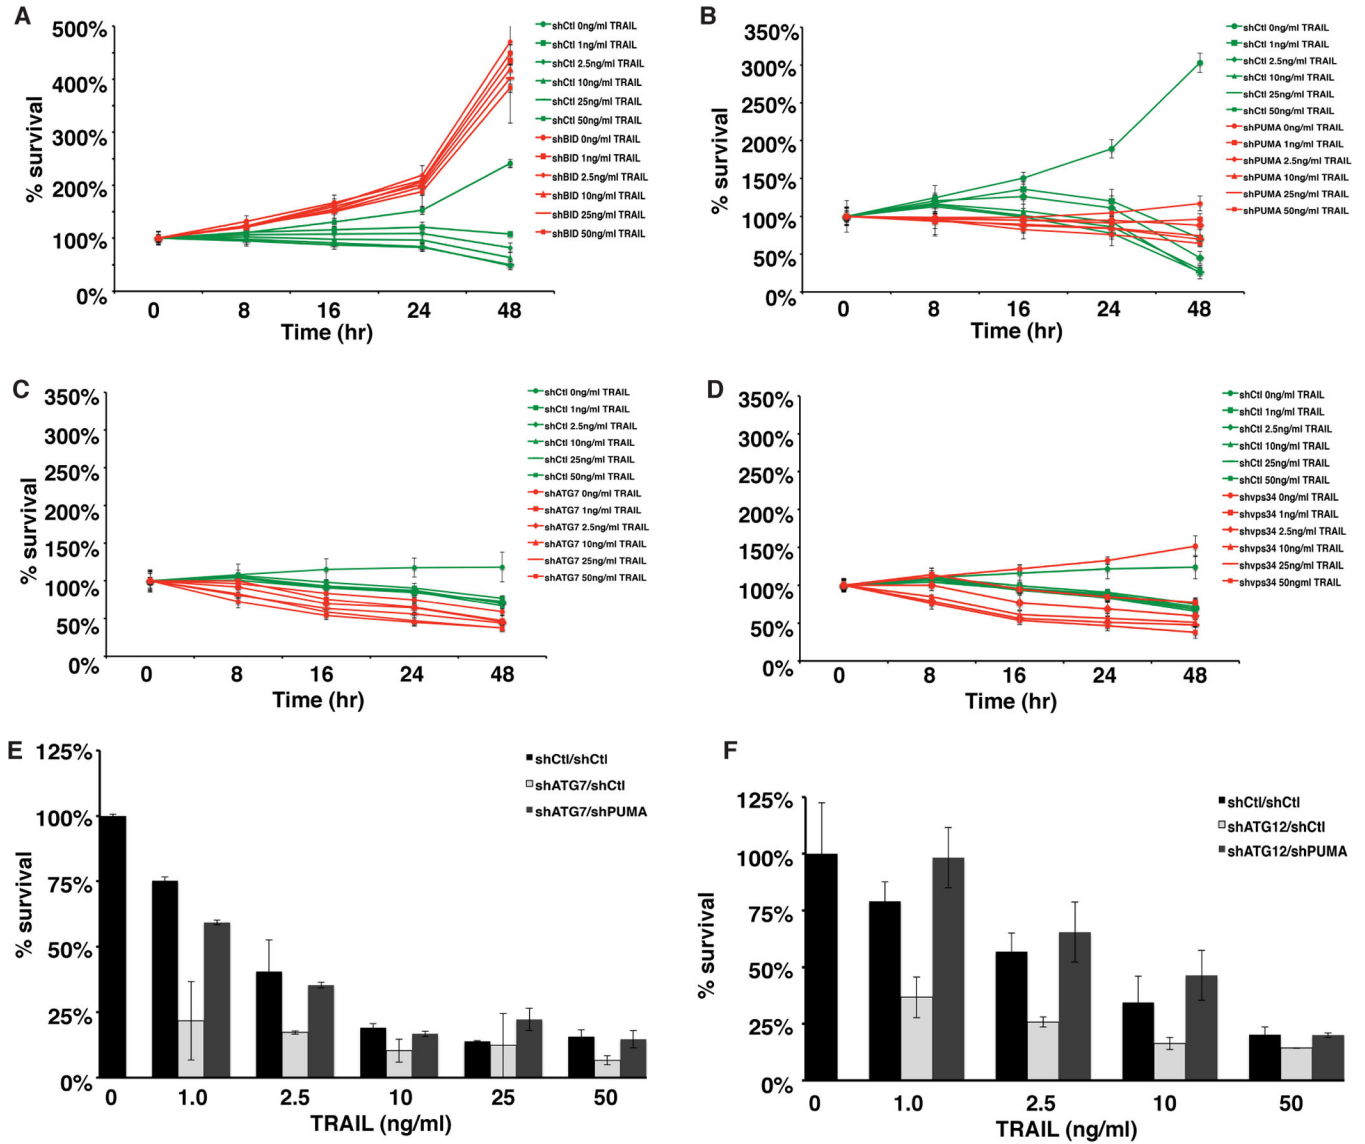 A
500%
400%
300%
200%
100%
0%
% survival
0 8 16 24 48
Time (hr)
shCtl 0ng/ml TRAIL
shCtl 1ng/ml TRAIL
shCtl 2.5ng/ml TRAIL
shCtl 10ng/ml TRAIL
shCtl 25ng/ml TRAIL
shCtl 50ng/ml TRAIL
shBID 0ng/ml TRAIL
shBID 1ng/ml TRAIL
shBID 2.5ng/ml TRAIL
shBID 10ng/ml TRAIL
shBID 25ng/ml TRAIL
shBID 50ng/ml TRAIL
B
350%
300%
250%
200%
150%
100%
50%
0%
% survival
0 8 16 24 48
Time (hr)
shCtl 0ng/ml TRAIL
shCtl 1ng/ml TRAIL
shCtl 2.5ng/ml TRAIL
shCtl 10ng/ml TRAIL
shCtl 25ng/ml TRAIL
shCtl 50ng/ml TRAIL
shPUMA 0ng/ml TRAIL
shPUMA 1ng/ml TRAIL
shPUMA 2.5ng/ml TRAIL
shPUMA 10ng/ml TRAIL
shPUMA 25ng/ml TRAIL
shPUMA 50ng/ml TRAIL
C
350%
300%
250%
200%
150%
100%
50%
0%
% survival
0 8 16 24 48
Time (hr)
shCtl 0ng/ml TRAIL
shCtl 1ng/ml TRAIL
shCtl 2.5ng/ml TRAIL
shCtl 10ng/ml TRAIL
shCtl 25ng/ml TRAIL
shCtl 50ng/ml TRAIL
shATG7 0ng/ml TRAIL
shATG7 1ng/ml TRAIL
shATG7 2.5ng/ml TRAIL
shATG7 10ng/ml TRAIL
shATG7 25ng/ml TRAIL
shATG7 50ng/ml TRAIL
D
350%
300%
250%
200%
150%
100%
50%
0%
% survival
0 8 16 24 48
Time (hr)
shCtl 0ng/ml TRAIL
shCtl 1ng/ml TRAIL
shCtl 2.5ng/ml TRAIL
shCtl 10ng/ml TRAIL
shCtl 25ng/ml TRAIL
shCtl 50ng/ml TRAIL
shvps34 0ng/ml TRAIL
shvps34 1ng/ml TRAIL
shvps34 2.5ng/ml TRAIL
shvps34 10ng/ml TRAIL
shvps34 25ng/ml TRAIL
shvps34 50ngml TRAIL
E
125%
100%
75%
50%
25%
0%
% survival
0 1.0 2.5 10 25 50
TRAIL (ng/ml)
shCtl/shCtl
shATG7/shCtl
shATG7/shPUMA
F
125%
100%
75%
50%
25%
0%
% survival
0 1.0 2.5 10 50
TRAIL (ng/ml)
shCtl/shCtl
shATG12/shCtl
shATG12/shPUMA